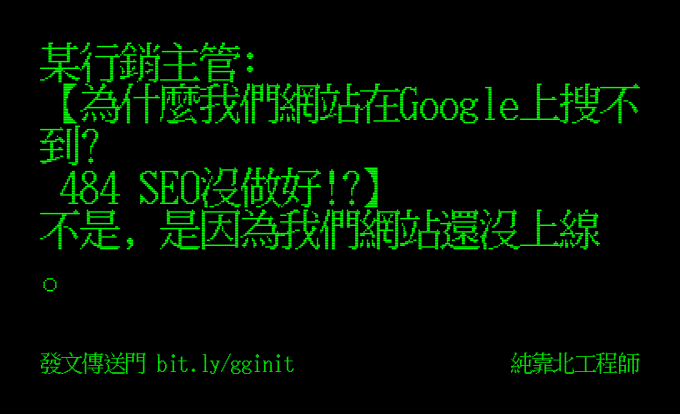 某行銷主管:
【為什麼我們網站在Google上搜不
到?
484 SEO沒做好!?】
不是, 是因為我們網站還沒上線
。
發文傳送門 bit.ly/gginit
純靠北工程師